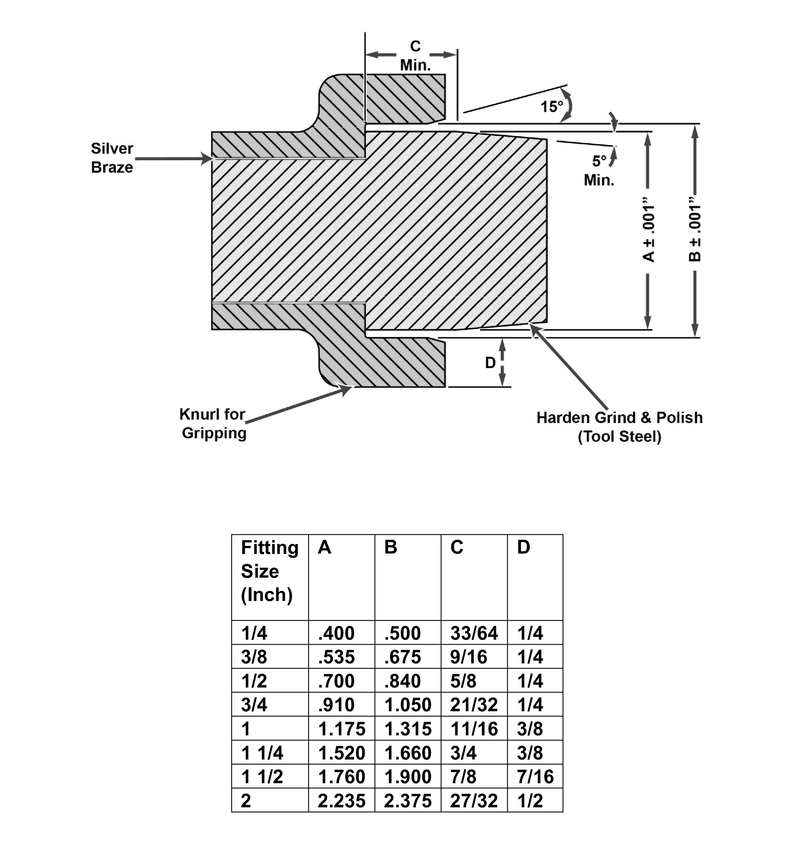 C
Min.
15°
Silver
Braze
5°
Min.
A ± .001”
B ± .001”
D
Knurl for
Gripping
Harden Grind & Polish
(Tool Steel)
Fitting Size (Inch) A B C D
1/4 .400 .500 33/64 1/4
3/8 .535 .675 9/16 1/4
1/2 .700 .840 5/8 1/4
3/4 .910 1.050 21/32 1/4
1 1.175 1.315 11/16 3/8
1 1/4 1.520 1.660 3/4 3/8
1 1/2 1.760 1.900 7/8 7/16
2 2.235 2.375 27/32 1/2